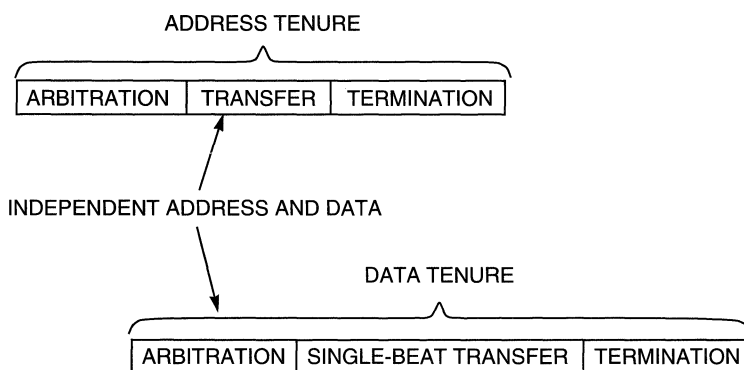 ADDRESS TENURE
ARBITRATION TRANSFER TERMINATION
INDEPENDENT ADDRESS AND DATA
DATA TENURE
ARBITRATION SINGLE-BEAT TRANSFER TERMINATION